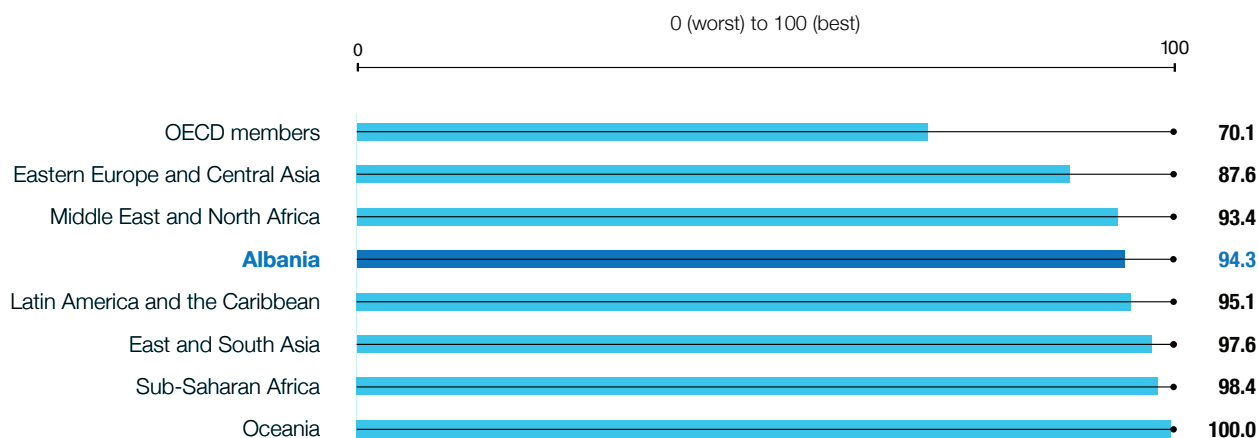 0 (worst) to 100 (best)
0 100
OECD members 70.1
Eastern Europe and Central Asia 87.6
Middle East and North Africa 93.4
Albania 94.3
Latin America and the Caribbean 95.1
East and South Asia 97.6
Sub-Saharan Africa 98.4
Oceania 100.0